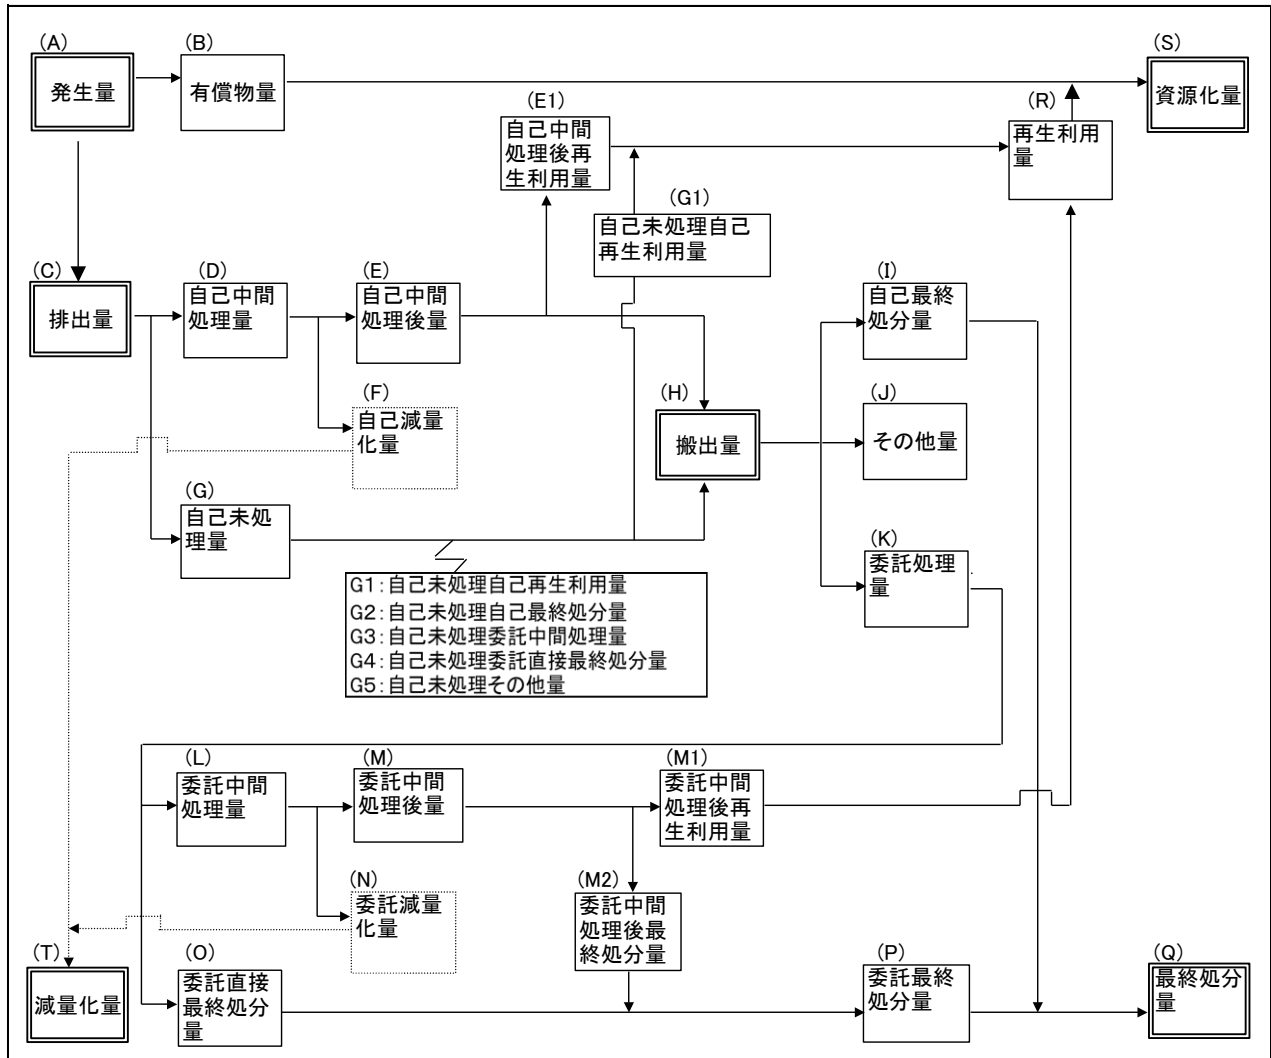 (A)
発生量
(B)
有償物量
(S)
資源化量
(E1)
自己中間
処理後再
生利用量
(R)
再生利用
量
(G1)
自己未処理自己
再生利用量
(C)
排出量
(D)
自己中間
処理量
(E)
自己中間
処理後量
(I)
自己最終
処分量
(F)
自己減量
化量
(H)
搬出量
(J)
その他量
(G)
自己未処
理量
(K)
委託処理
量
G1:自己未処理自己再生利用量
G2:自己未処理自己最終処分量
G3:自己未処理委託中間処理量
G4:自己未処理委託直接最終処分量
G5:自己未処理その他量
(L)
委託中間
処理量
(M)
委託中間
処理後量
(M1)
委託中間
処理後再
生利用量
(N)
委託減量
化量
(M2)
委託中間
処理後最
終処分量
(T)
減量化量
(O)
委託直接
最終処分
量
(P)
委託最終
処分量
(Q)
最終処分
量